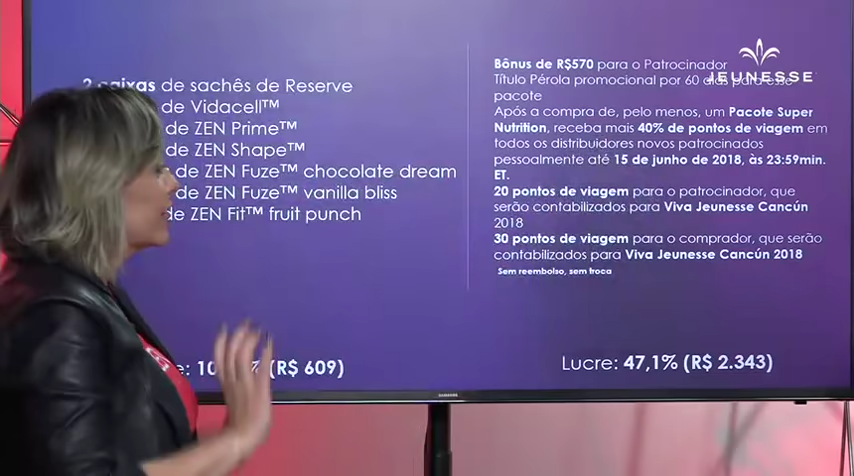 2 caixas de sachês de Reserve
de Vidacell™
de ZEN Prime™
de ZEN Shape™
de ZEN Fuze™ chocolate dream
de ZEN Fuze™ vanilla bliss
de ZEN Fit™ fruit punch
(R$ 609)
JEUNESSE
Bônus de R$570 para o Patrocinador
Título Pérola promocional por 60 dias para esse
pacote
Após a compra de, pelo menos, um Pacote Super
Nutrition, receba mais 40% de pontos de viagem em
todos os distribuidores novos patrocinados
pessoalmente até 15 de junho de 2018, às 23:59min.
ET.
20 pontos de viagem para o patrocinador, que
serão contabilizados para Viva Jeunesse Cancún
2018
30 pontos de viagem para o comprador, que serão
contabilizados para Viva Jeunesse Cancún 2018
Sem reembolso, sem troca
Lucre: 47,1% (R$ 2.343)
SAMSUNG